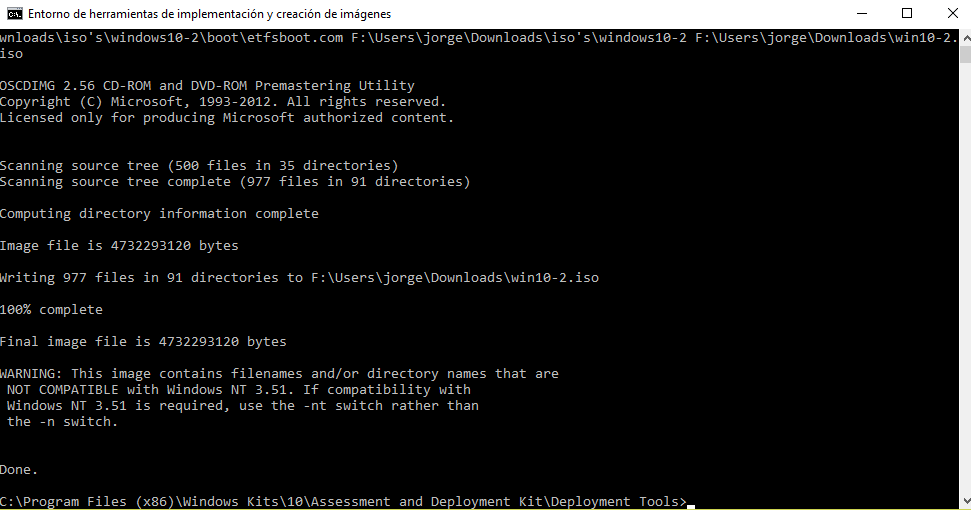 Entorno de herramientas de implementación y creación de imágenes
wnloads\iso's\windows10-2\boot\etfsboot.com F:\Users\jorge\Downloads\iso's\windows10-2 F:\Users\jorge\Downloads\win10-2.
iso
OSCDIMG 2.56 CD-ROM and DVD-ROM Premastering Utility
Copyright (C) Microsoft, 1993-2012. All rights reserved.
Licensed only for producing Microsoft authorized content.
Scanning source tree (500 files in 35 directories)
Scanning source tree complete (977 files in 91 directories)
Computing directory information complete
Image file is 4732293120 bytes
Writing 977 files in 91 directories to F:\Users\jorge\Downloads\win10-2.iso
100% complete
Final image file is 4732293120 bytes
WARNING: This image contains filenames and/or directory names that are
NOT COMPATIBLE with Windows NT 3.51. If compatibility with
Windows NT 3.51 is required, use the -nt switch rather than
the -n switch.
Done.
C:\Program Files (x86)\Windows Kits\10\Assessment and Deployment Kit\Deployment Tools>